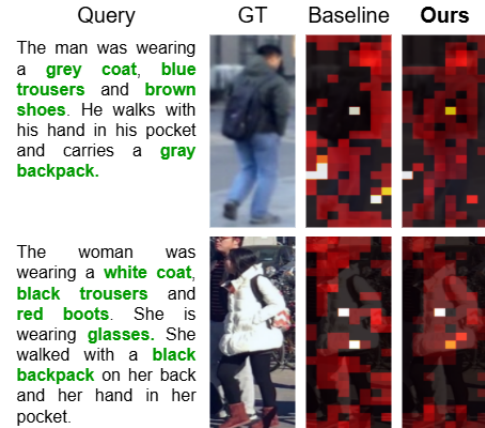 Query GT Baseline Ours
The man was wearing
a grey coat, blue
trousers and brown
shoes. He walks with
his hand in his pocket
and carries a gray
backpack.
The woman was
wearing a white coat,
black trousers and
red boots. She is
wearing glasses. She
walked with a black
backpack on her back
and her hand in her
pocket.